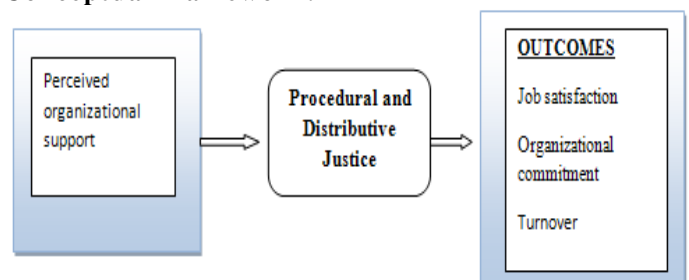 Perceived
organizational
support
Procedural and
Distributive
Justice
OUTCOMES
Job satisfaction
Organizational
commitment
Turnover